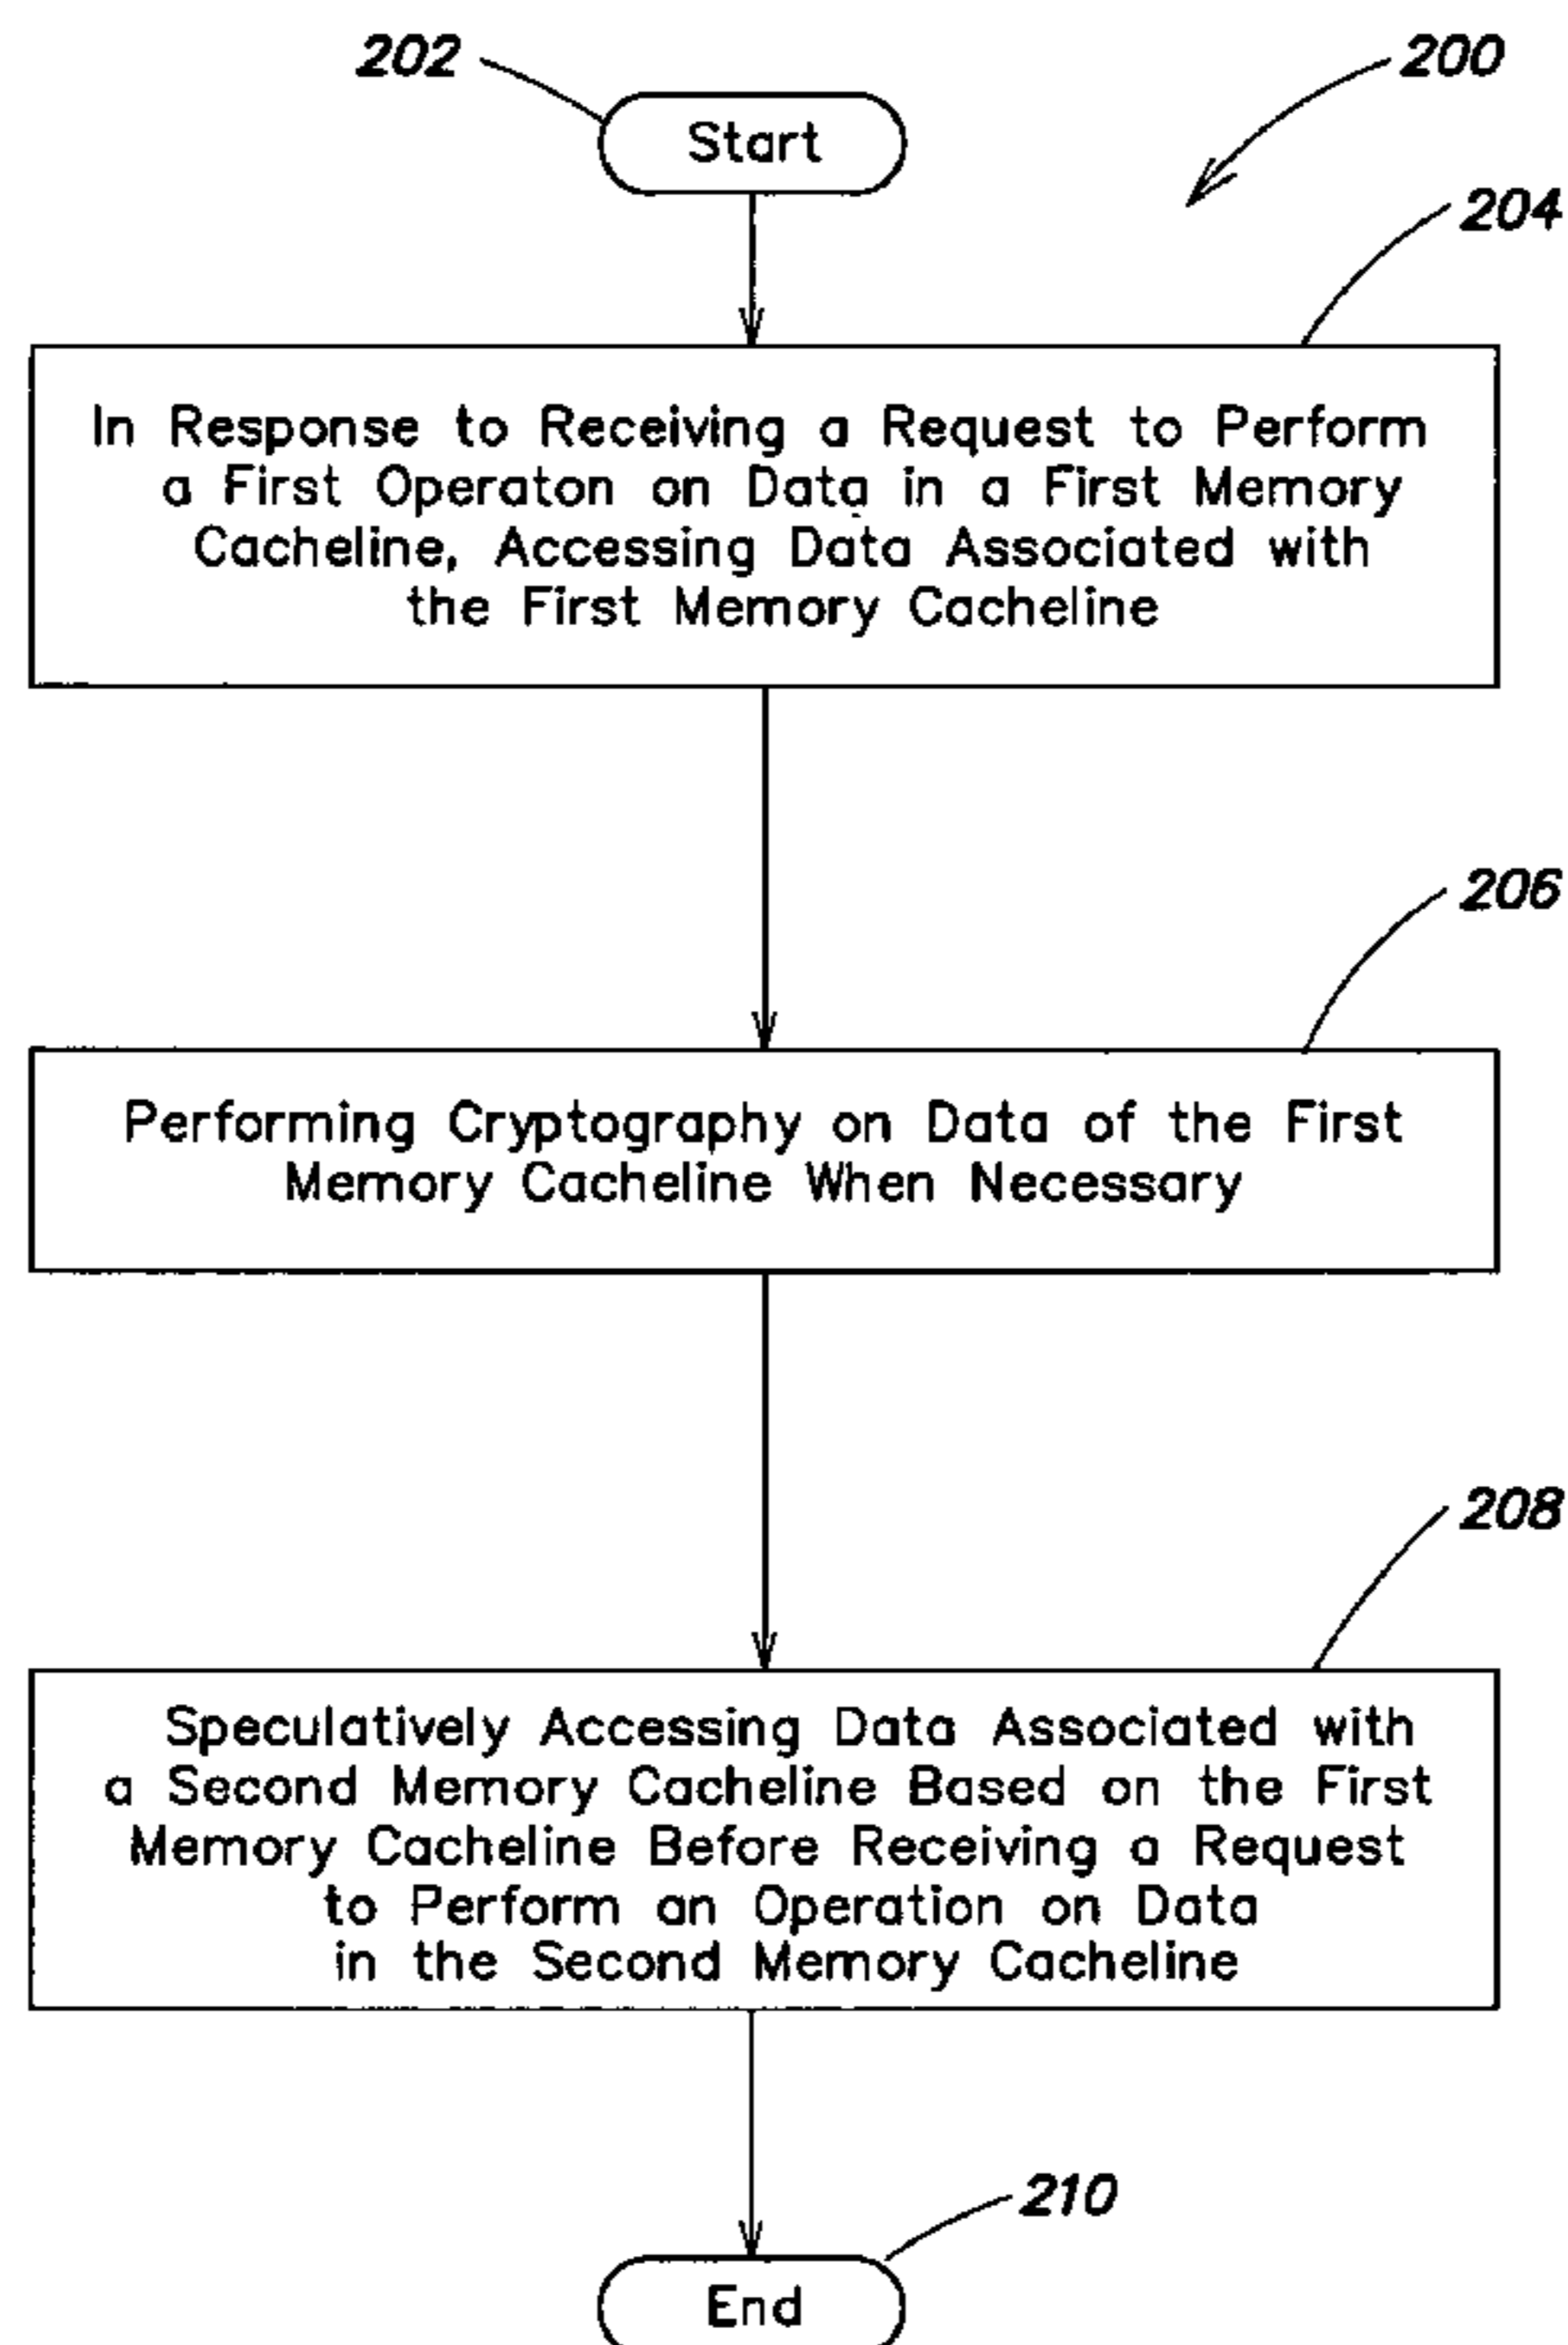 202
200
Start
204
In Response to Receiving a Request to Perform
a First Operaton on Data in a First Memory
Cacheline, Accessing Data Associated with
the First Memory Cacheline
206
Performing Cryptography on Data of the First
Memory Cacheline When Necessary
208
Speculatively Accessing Data Associated with
a Second Memory Cacheline Based on the First
Memory Cacheline Before Receiving a Request
to Perform an Operation on Data
in the Second Memory Cacheline
210
End